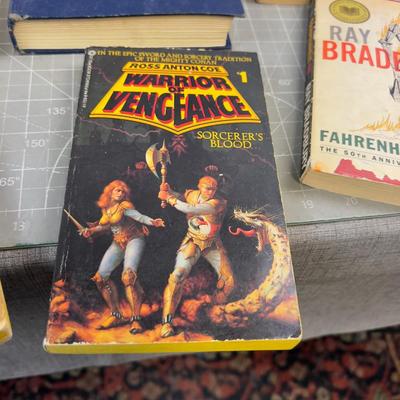 IN THE EPIC SWORD AND SORCERY TRADITION
OF THE MIGHTY CONAN
ROSS ANTON COE
WARRIOR
OF
VENGEANCE
1
SORCERER'S
BLOOD
RAY
BRADB
FAHRENH
THE 50TH ANNIV